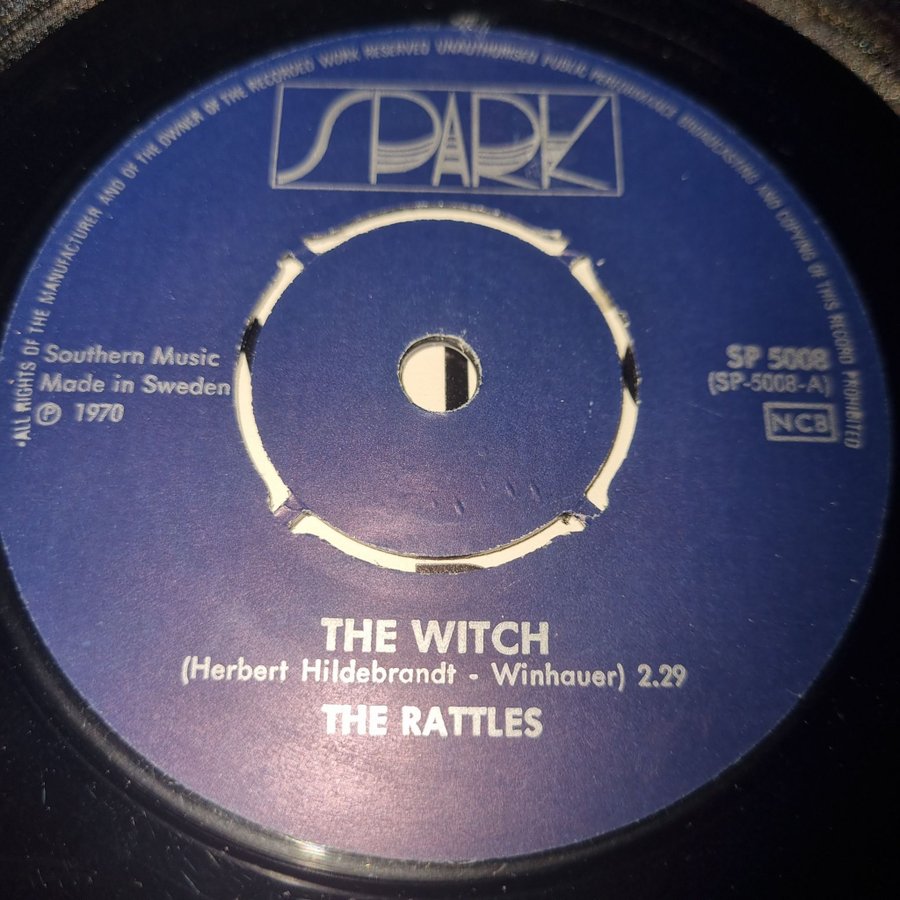 •ALL RIGHTS OF THE MANUFACTURER AND OF THE OWNER OF THE RECORDED WORK RESERVED UNAUTHORISED PUBLIC PERFORMANCE BROADCASTING AND COPYING OF THIS RECORD PROHIBITED
SPARK
Southern Music
Made in Sweden
℗ 1970
SP 5008
(SP-5008-A)
NCB
THE WITCH
(Herbert Hildebrandt - Winhauer) 2.29
THE RATTLES